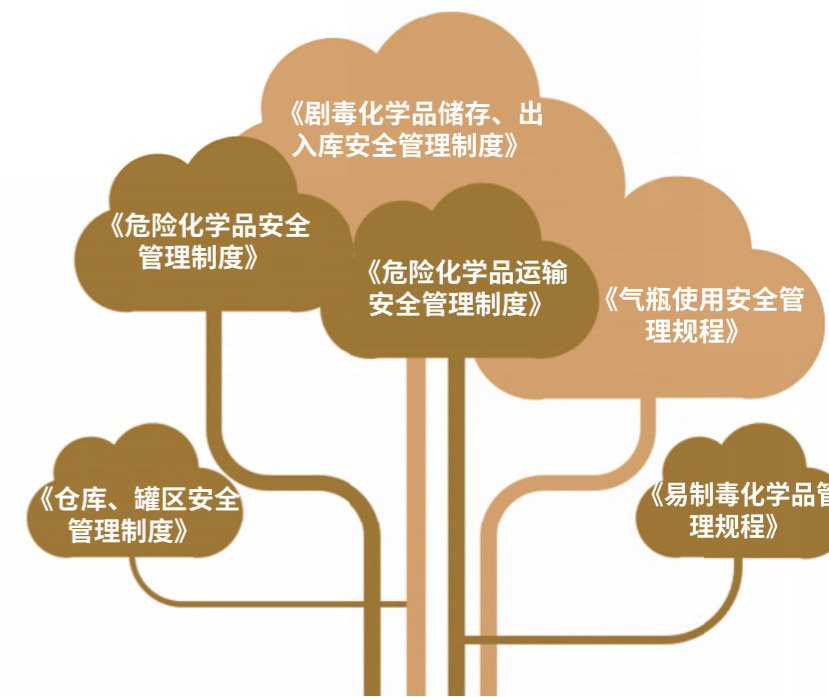 《剧毒化学品储存、出
入库安全管理制度》
《危险化学品安全
管理制度》
《危险化学品运输
安全管理制度》
《气瓶使用安全管
理规程》
《仓库、罐区安全
管理制度》
《易制毒化学品管
理规程》